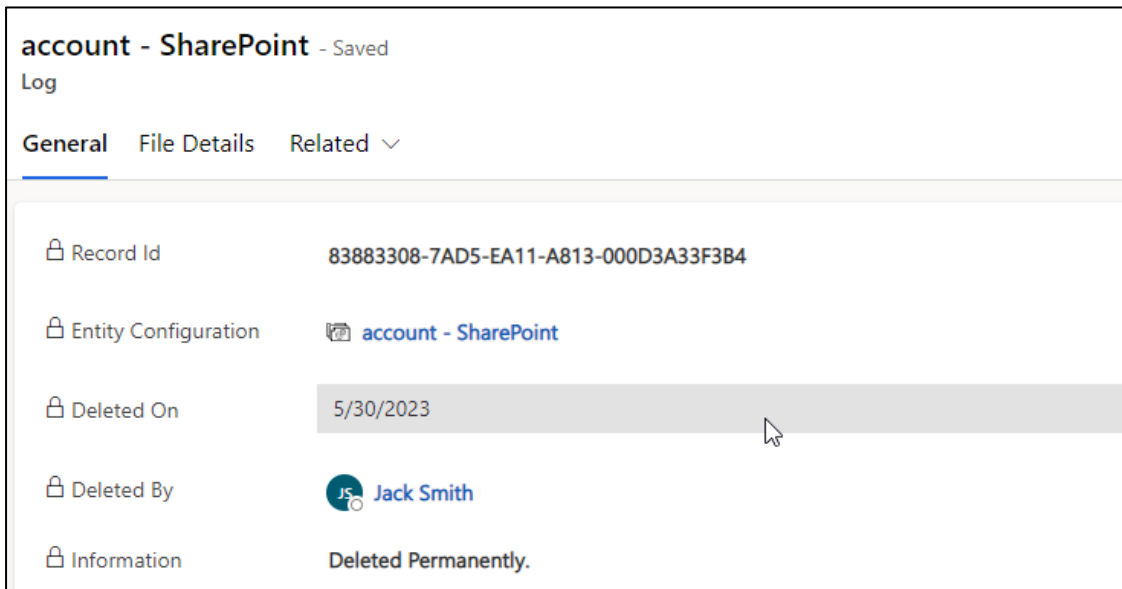 account - SharePoint - Saved
Log
General File Details Related
Record Id 83883308-7AD5-EA11-A813-000D3A33F3B4
Entity Configuration account - SharePoint
Deleted On 5/30/2023
Deleted By JS Jack Smith
Information Deleted Permanently.